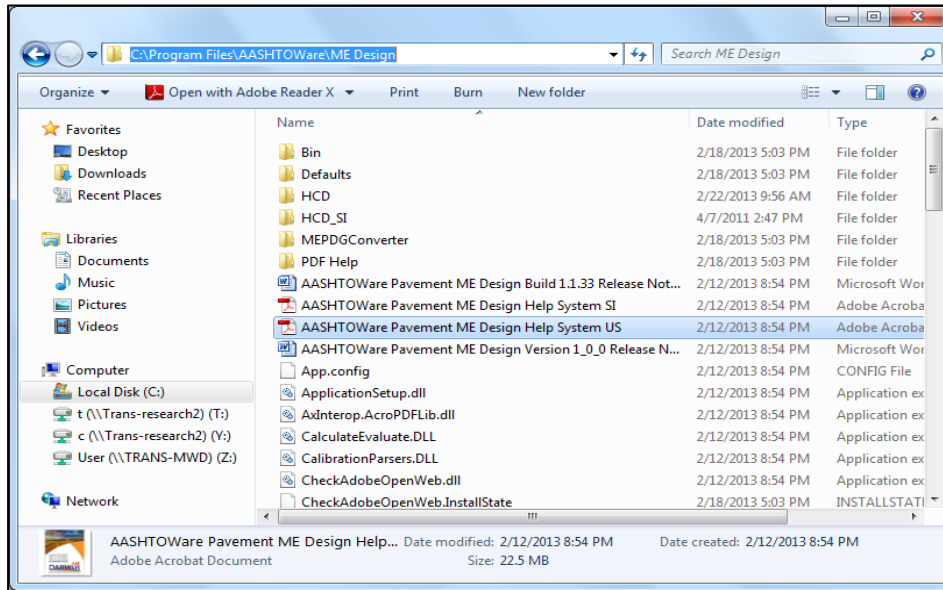 C:\Program Files\AASHTOWare\ME Design
Search ME Design
Organize
Open with Adobe Reader X
Print
Burn
New folder
Favorites
Desktop
Downloads
Recent Places
Libraries
Documents
Music
Pictures
Videos
Computer
Local Disk (C:)
t (\\Trans-research2) (T:)
c (\\Trans-research2) (Y:)
User (\\TRANS-MWD) (Z:)
Network
Name Date modified Type
Bin 2/18/2013 5:03 PM File folder
Defaults 2/18/2013 5:03 PM File folder
HCD 2/22/2013 9:56 AM File folder
HCD_SI 4/7/2011 2:47 PM File folder
MEPDGConverter 2/18/2013 5:03 PM File folder
PDF Help 2/18/2013 5:03 PM File folder
AASHTOWare Pavement ME Design Build 1.1.33 Release Not... 2/12/2013 8:54 PM Microsoft Wor
AASHTOWare Pavement ME Design Help System SI 2/12/2013 8:54 PM Adobe Acroba
AASHTOWare Pavement ME Design Help System US 2/12/2013 8:54 PM Adobe Acroba
AASHTOWare Pavement ME Design Version 1_0_0 Release N... 2/12/2013 8:54 PM Microsoft Wor
App.config 2/12/2013 8:54 PM CONFIG File
ApplicationSetup.dll 2/12/2013 8:54 PM Application ex
AxInterop.AcroPDFLib.dll 2/12/2013 8:54 PM Application ex
CalculateEvaluate.DLL 2/12/2013 8:54 PM Application ex
CalibrationParsers.DLL 2/12/2013 8:54 PM Application ex
CheckAdobeOpenWeb.dll 2/12/2013 8:54 PM Application ex
CheckAdobeOpenWeb.InstallState 2/18/2013 5:03 PM INSTALLSTATI
AASHTOWare Pavement ME Design Help... Date modified: 2/12/2013 8:54 PM Date created: 2/12/2013 8:54 PM
Adobe Acrobat Document Size: 22.5 MB